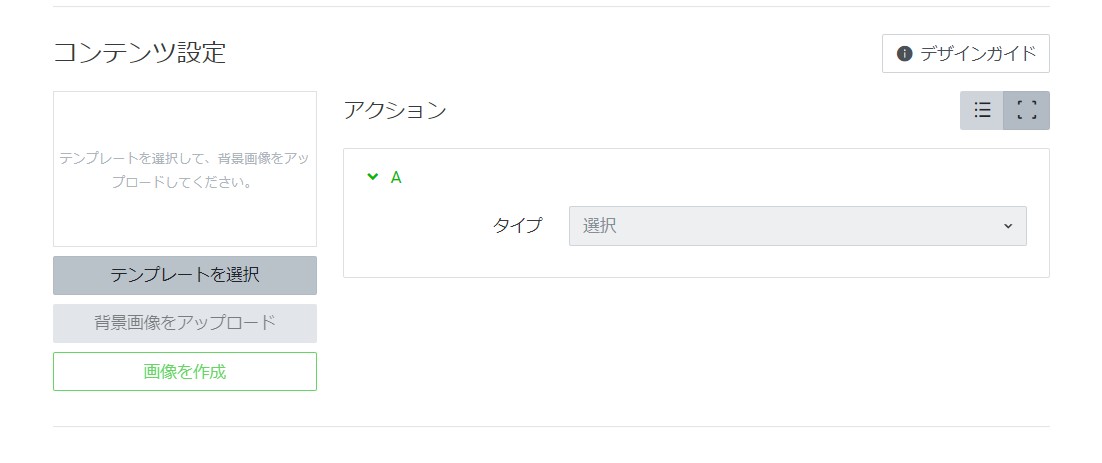 コンテンツ設定
デザインガイド
テンプレートを選択して、背景画像をアッ
プロードしてください。
テンプレートを選択
背景画像をアップロード
画像を作成
アクション
A
タイプ
選択